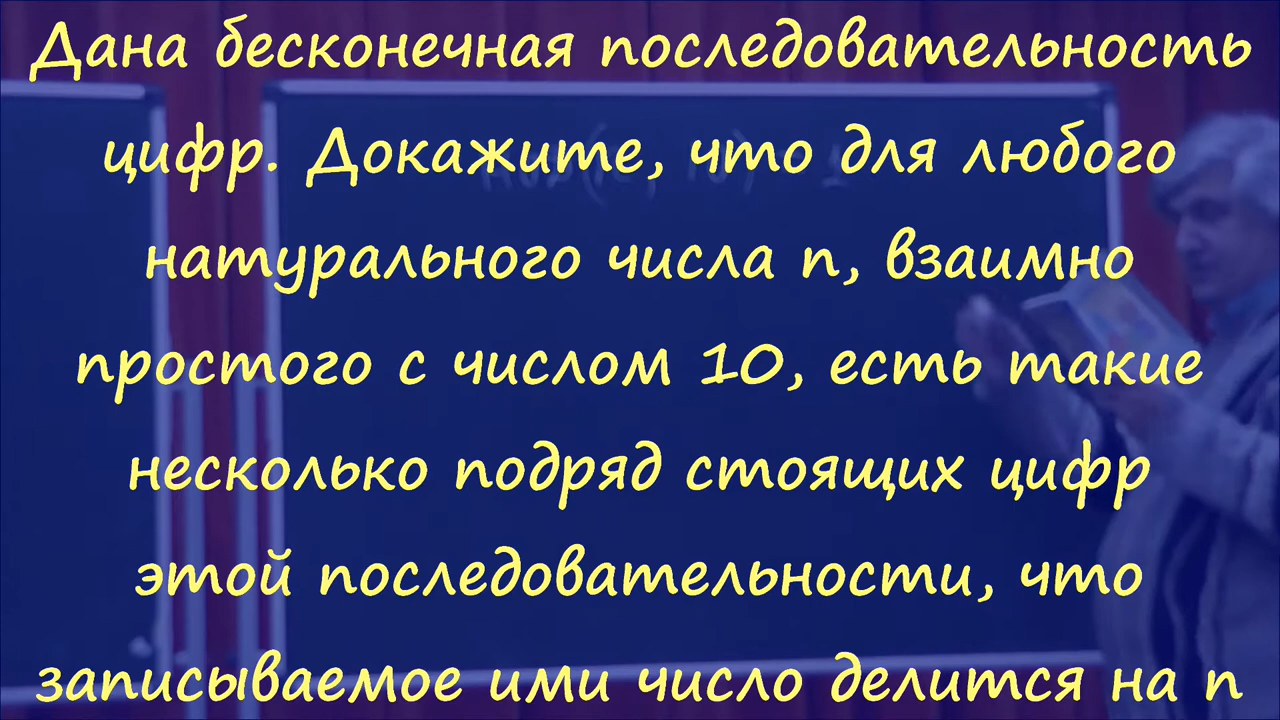 Дана бесконечная последовательность
цифр. Докажите, что для любого
натурального числа n, взаимно
простого с числом 10, есть такие
несколько подряд стоящих цифр
этой последовательности, что
записываемое ими число делится на n